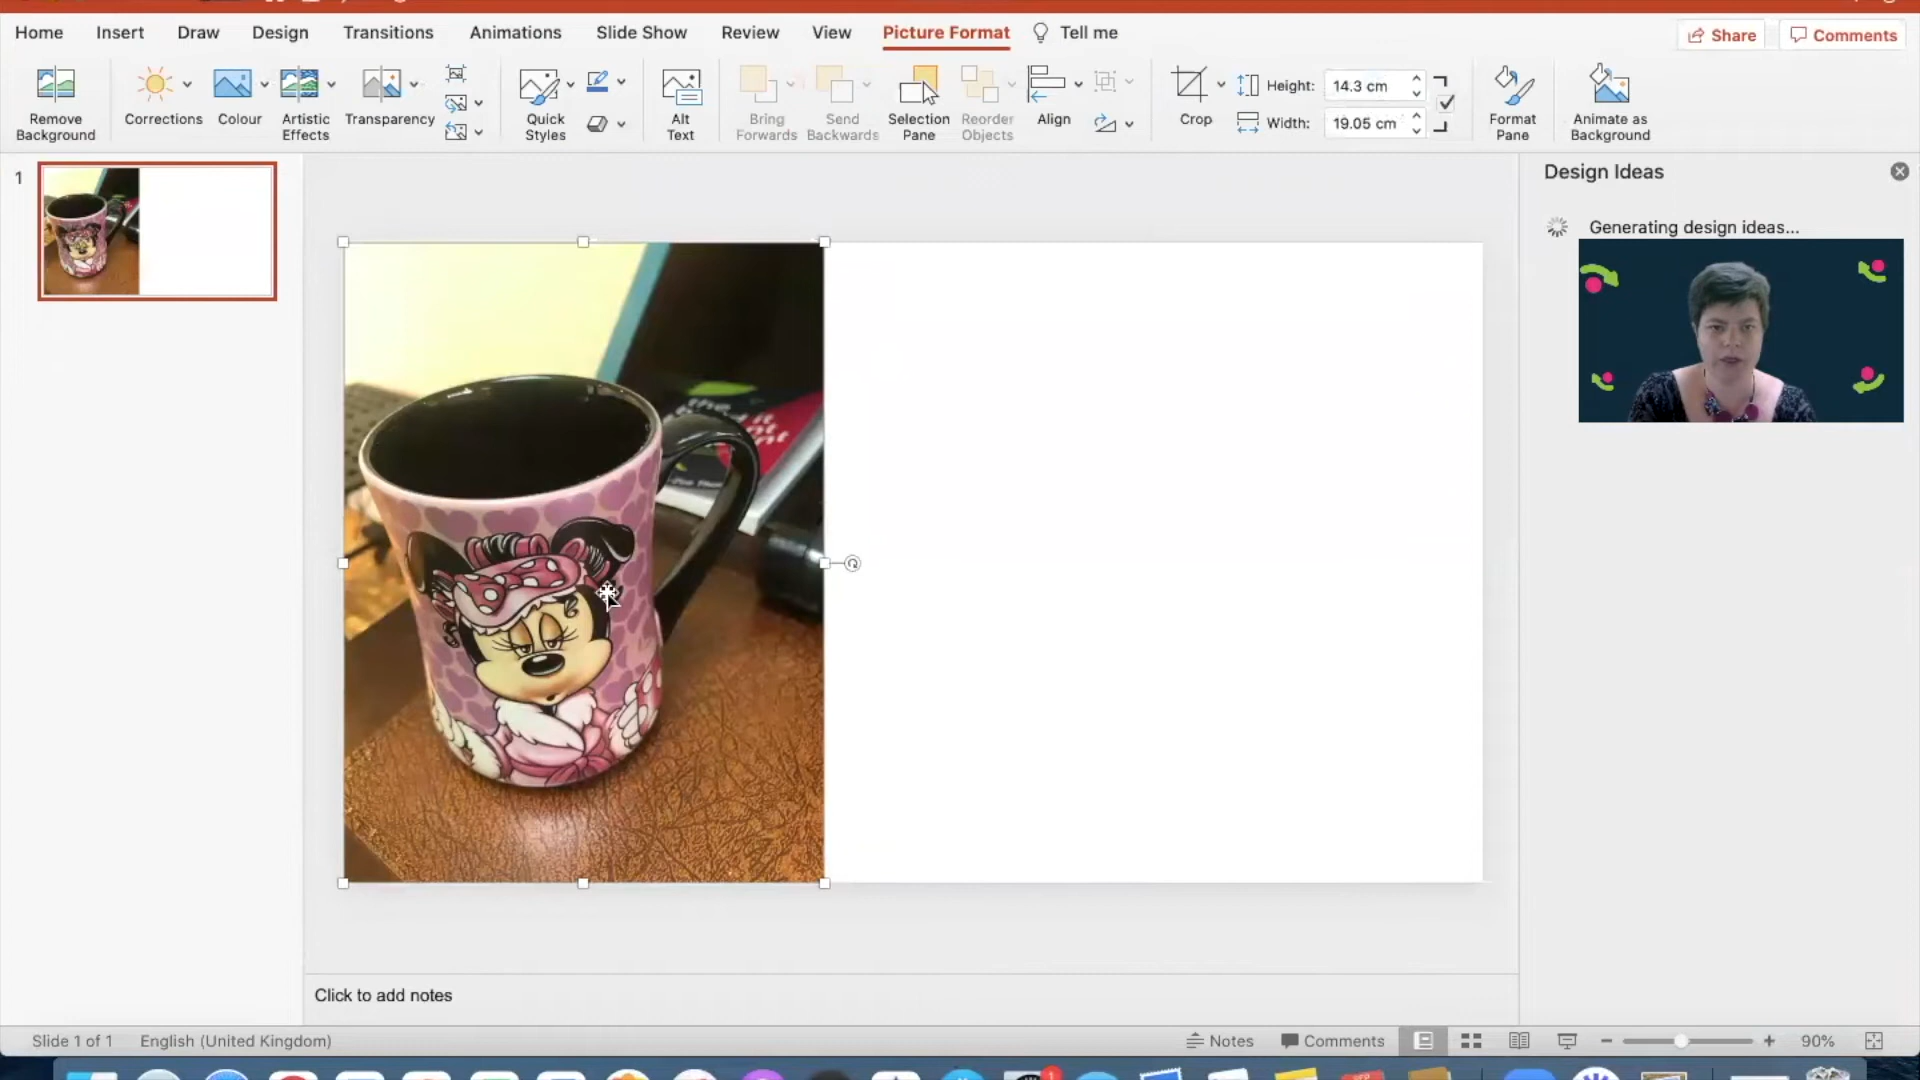 Home Insert Draw Design Transitions Animations Slide Show Review View Picture Format Tell me Share Comments
Remove Background
Corrections
Colour
Artistic Effects
Transparency
Quick Styles
Alt Text
Bring Forwards
Send Backwards
Selection Pane
Reorder Objects
Align
Crop
Height: 14.3 cm
Width: 19.05 cm
Format Pane
Animate as Background
1
Design Ideas
Generating design ideas...
Click to add notes
Slide 1 of 1 English (United Kingdom) Notes Comments 90%